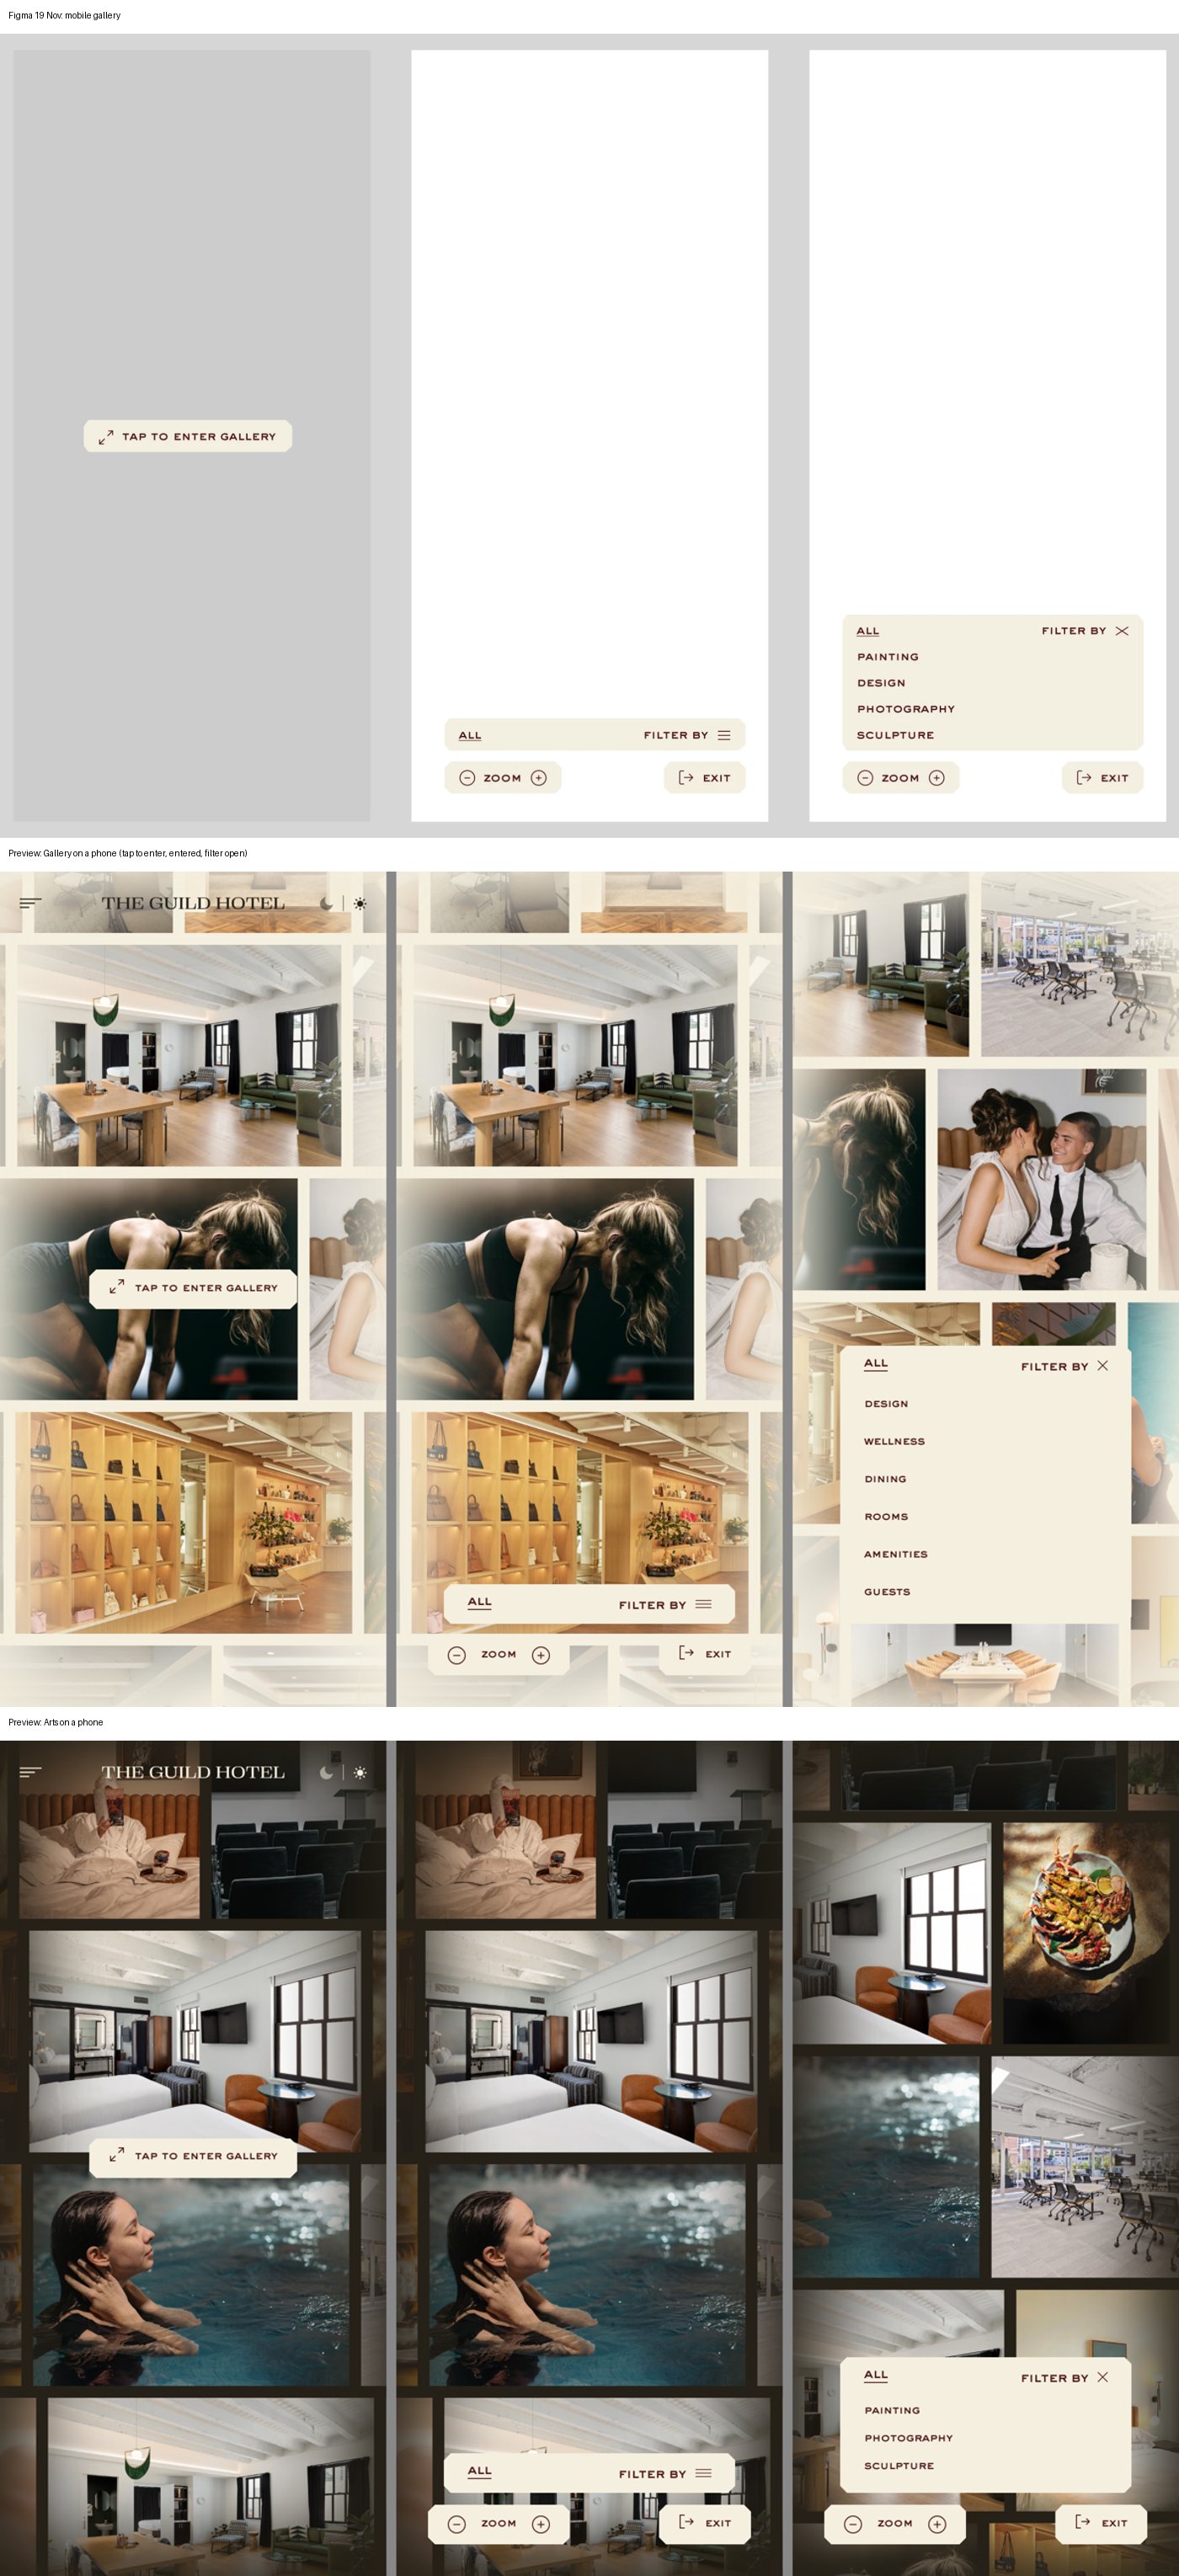 Figma 19 Nov: mobile gallery
TAP TO ENTER GALLERY
ALL FILTER BY
ZOOM EXIT
ALL FILTER BY
PAINTING
DESIGN
PHOTOGRAPHY
SCULPTURE
ZOOM EXIT
Preview: Gallery on a phone (tap to enter, entered, filter open)
THE GUILD HOTEL
TAP TO ENTER GALLERY
ALL FILTER BY
ZOOM EXIT
ALL FILTER BY
DESIGN
WELLNESS
DINING
ROOMS
AMENITIES
GUESTS
Preview: Arts on a phone
THE GUILD HOTEL
TAP TO ENTER GALLERY
ALL FILTER BY
ZOOM EXIT
ALL FILTER BY
PAINTING
PHOTOGRAPHY
SCULPTURE
ZOOM EXIT